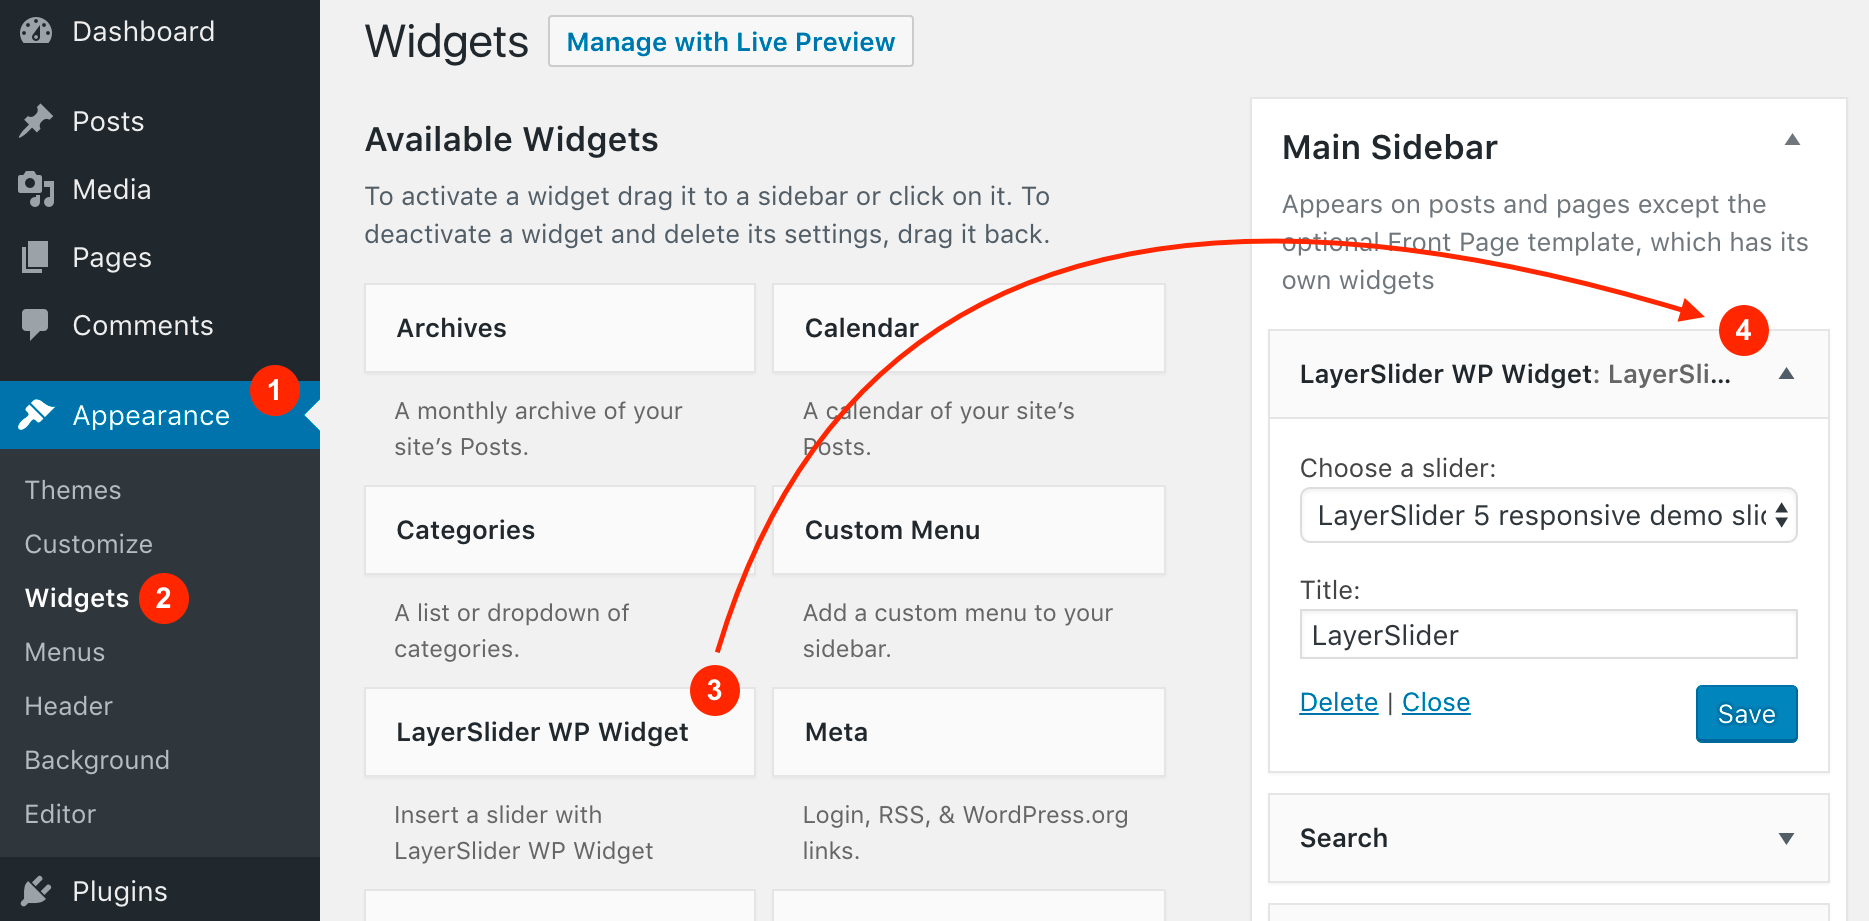 Dashboard
Posts
Media
Pages
Comments
Appearance
1
Themes
Customize
Widgets
2
Menus
Header
Background
Editor
Plugins
Widgets
Manage with Live Preview
Available Widgets
To activate a widget drag it to a sidebar or click on it. To
deactivate a widget and delete its settings, drag it back.
Archives
A monthly archive of your
site’s Posts.
Calendar
A calendar of your site’s
Posts.
Categories
A list or dropdown of
categories.
Custom Menu
Add a custom menu to your
sidebar.
3
LayerSlider WP Widget
Insert a slider with
LayerSlider WP Widget
Meta
Login, RSS, & WordPress.org
links.
Main Sidebar
Appears on posts and pages except the
optional Front Page template, which has its
own widgets
4
LayerSlider WP Widget: LayerSli...
Choose a slider:
LayerSlider 5 responsive demo slid
Title:
LayerSlider
Delete | Close
Save
Search